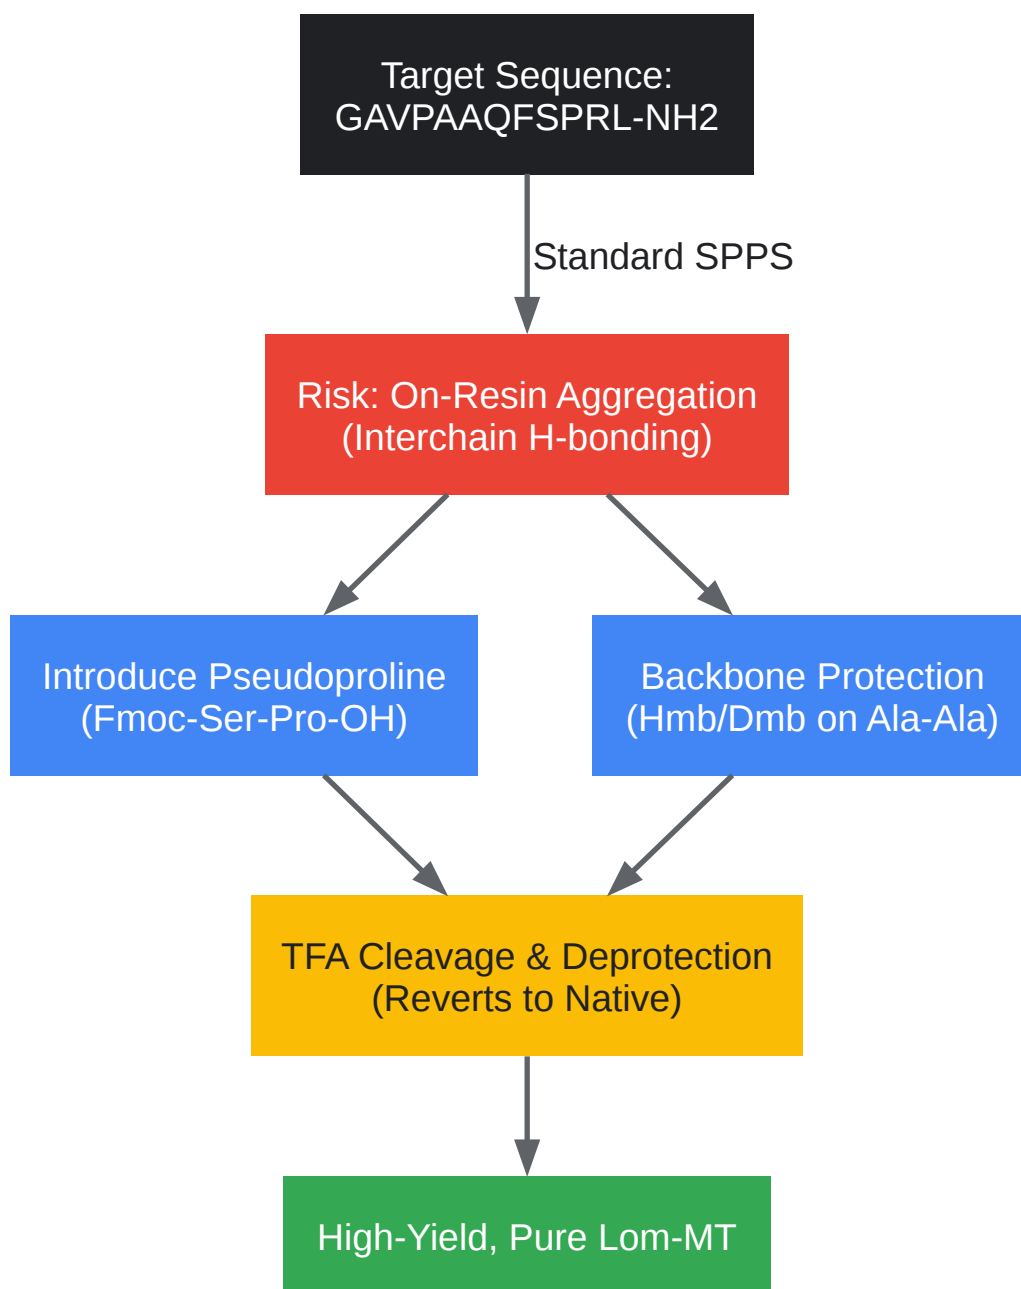 Target Sequence:
GAVPAAQFSPRL-NH2
Standard SPPS
Risk: On-Resin Aggregation
(Interchain H-bonding)
Introduce Pseudoproline
(Fmoc-Ser-Pro-OH)
Backbone Protection
(Hmb/Dmb on Ala-Ala)
TFA Cleavage & Deprotection
(Reverts to Native)
High-Yield, Pure Lom-MT